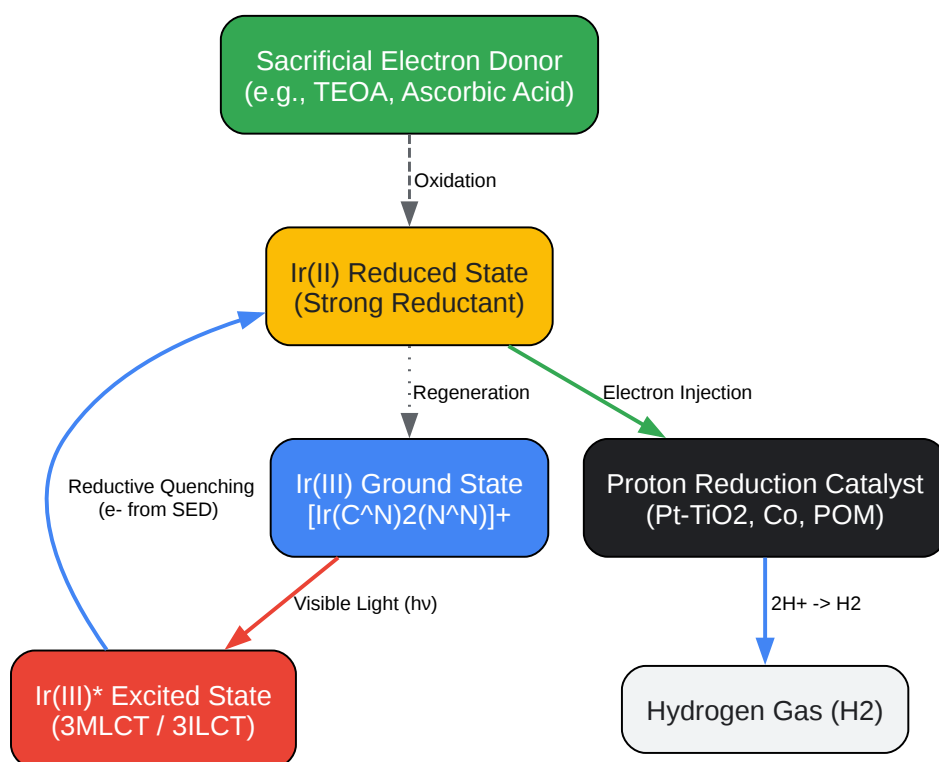 Sacrificial Electron Donor
(e.g., TEOA, Ascorbic Acid)
Oxidation
Ir(II) Reduced State
(Strong Reductant)
Regeneration
Electron Injection
Reductive Quenching
(e- from SED)
Ir(III) Ground State
[Ir(C^N)2(N^N)]+
Proton Reduction Catalyst
(Pt-TiO2, Co, POM)
Visible Light (hν)
2H+ -> H2
Ir(III)* Excited State
(3MLCT / 3ILCT)
Hydrogen Gas (H2)